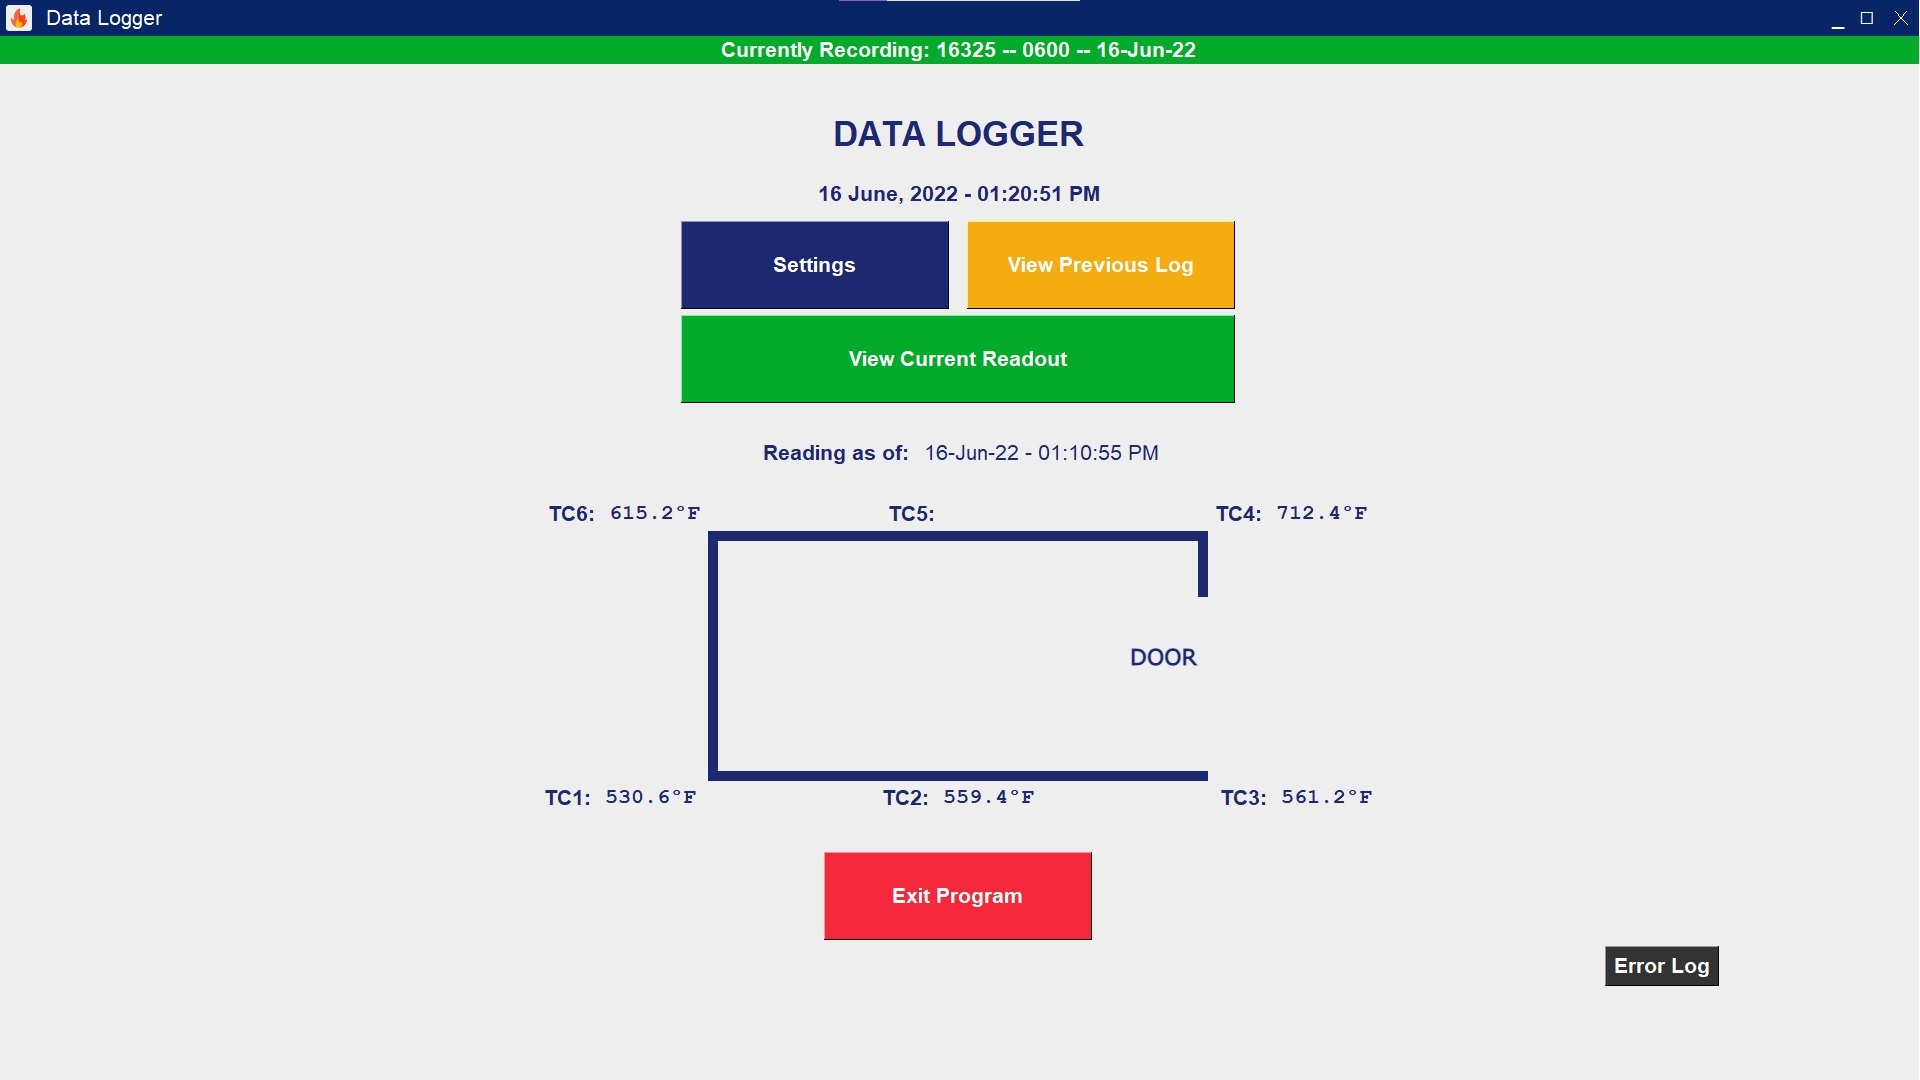 Data Logger
Currently Recording: 16325 -- 0600 -- 16-Jun-22
DATA LOGGER
16 June, 2022 - 01:20:51 PM
Settings
View Previous Log
View Current Readout
Reading as of: 16-Jun-22 - 01:10:55 PM
TC6: 615.2°F
TC5:
TC4: 712.4°F
DOOR
TC1: 530.6°F
TC2: 559.4°F
TC3: 561.2°F
Exit Program
Error Log